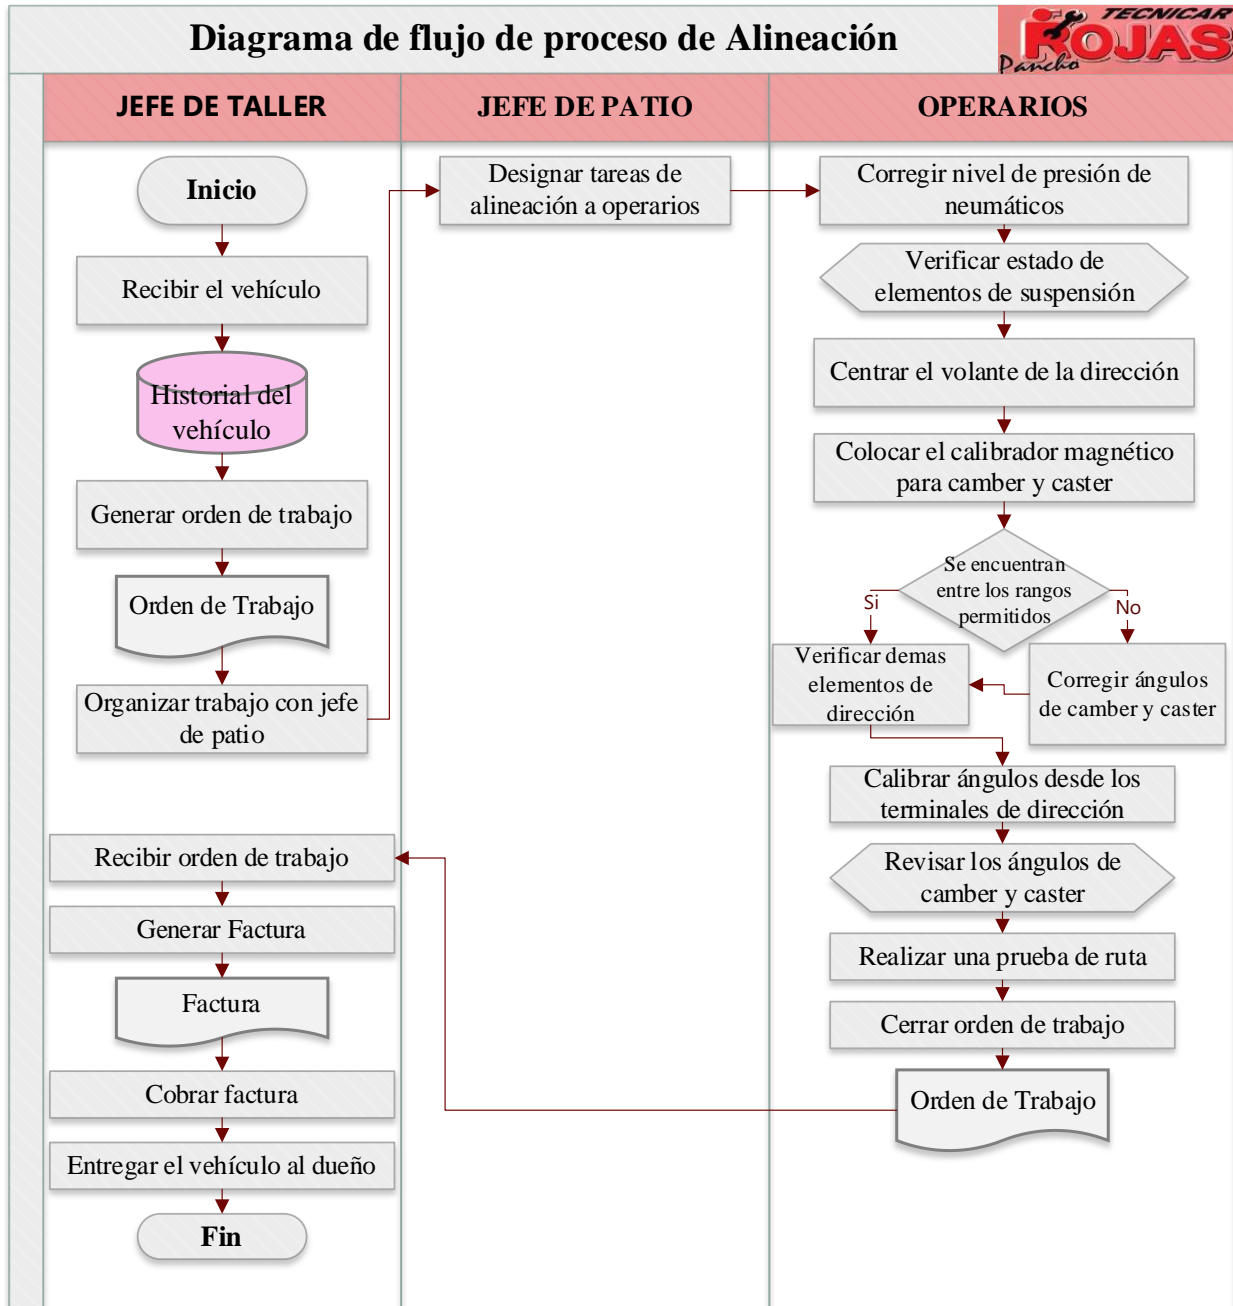 Diagrama de flujo de proceso de Alineación
TECNICAR
ROJAS
Pancho
JEFE DE TALLER
JEFE DE PATIO
OPERARIOS
Inicio
Recibir el vehículo
Historial del
vehículo
Generar orden de trabajo
Orden de Trabajo
Organizar trabajo con jefe
de patio
Designar tareas de
alineación a operarios
Corregir nivel de presión de
neumáticos
Verificar estado de
elementos de suspensión
Centrar el volante de la dirección
Colocar el calibrador magnético
para camber y caster
Se encuentran
entre los rangos
permitidos
Si
No
Verificar demas
elementos de
dirección
Corregir ángulos
de camber y caster
Calibrar ángulos desde los
terminales de dirección
Revisar los ángulos de
camber y caster
Realizar una prueba de ruta
Cerrar orden de trabajo
Orden de Trabajo
Recibir orden de trabajo
Generar Factura
Factura
Cobrar factura
Entregar el vehículo al dueño
Fin